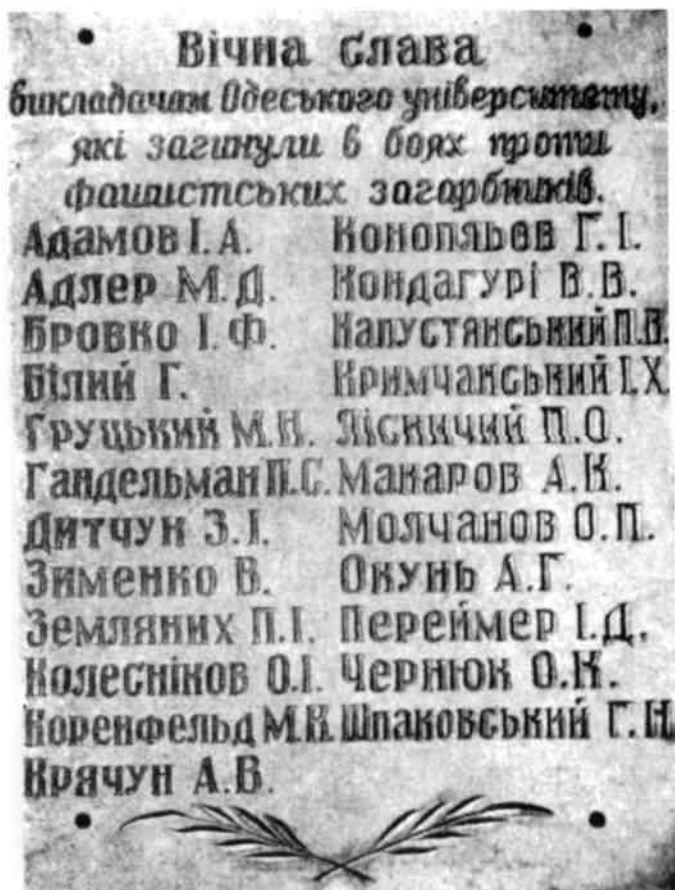 Вічна слава
викладачам Одеського університету,
які загинули в боях проти
фашистських загарбників.
Адамов І. А.
Адлер М. Д.
Бровко І. Ф.
Білий Г.
Груцький М.К.
Гандельман П.С.
Дитчук З.І.
Зименко В.
Земляних П.І.
Колесніков О.І.
Коренфельд М.К.
Крячун А.В.
Конопльов Г.І.
Кондагурі В.В.
Капустянський П.В.
Кримчанський І.Х.
Лісничий П.О.
Макаров А.К.
Молчанов О.П.
Окунь А.Г.
Переймер І.Д.
Чернюк О.К.
Шпаковський Г.Н.